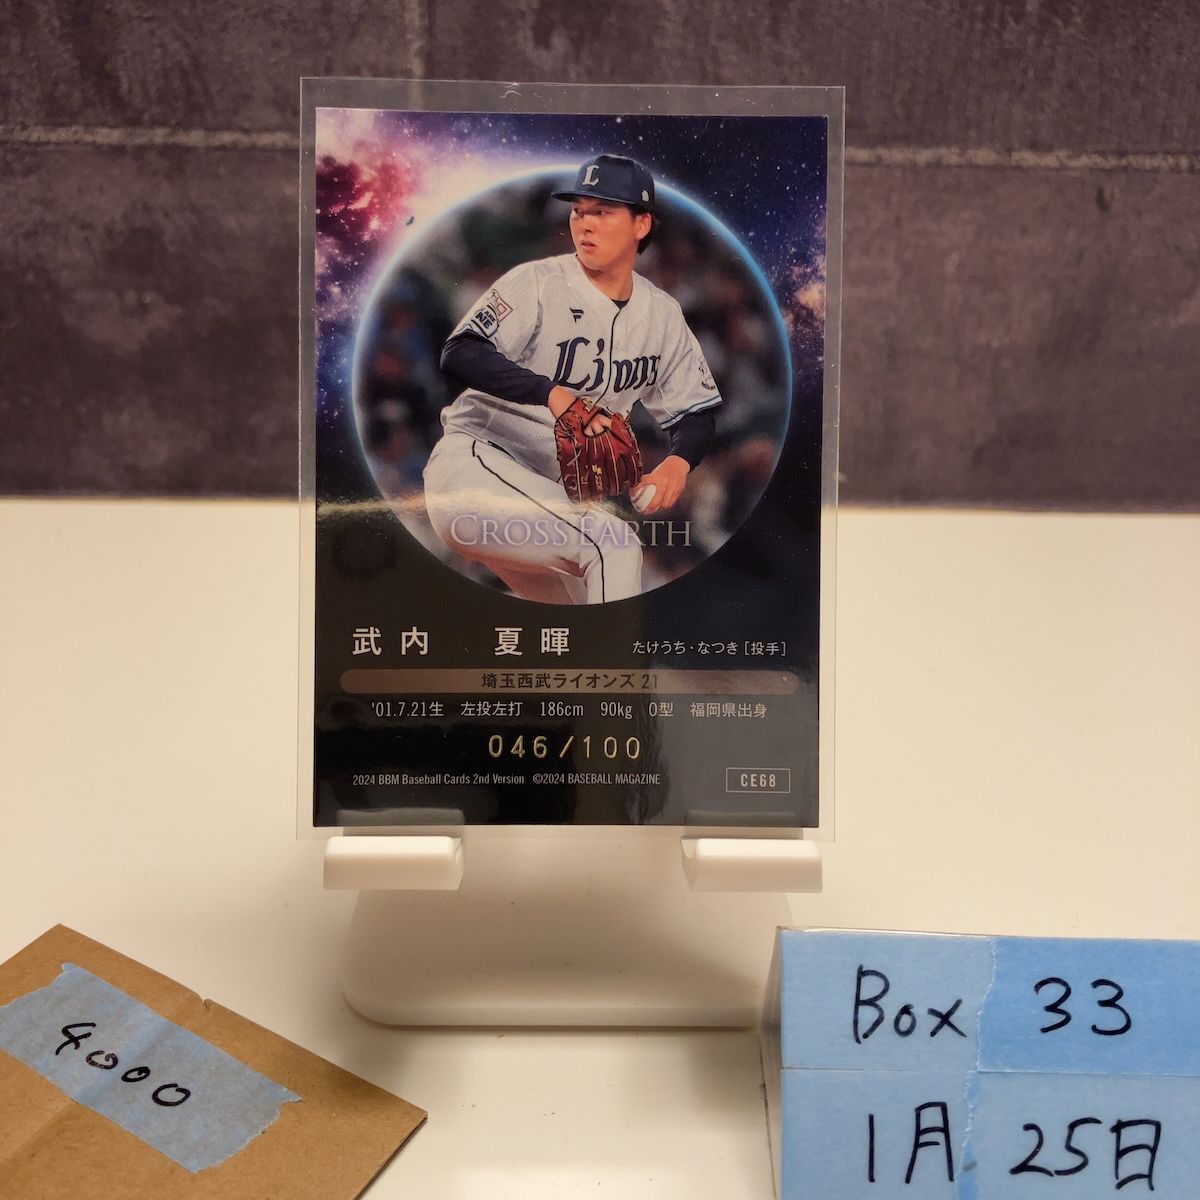 L
Lions
CROSS EARTH
武内 夏暉 たけうち・なつき [投手]
埼玉西武ライオンズ 21
'01.7.21生 左投左打 186cm 90kg O型 福岡県出身
046/100
2024 BBM Baseball Cards 2nd Version ©2024 BASEBALL MAGAZINE CE68
4000
Box 33
1月 25日